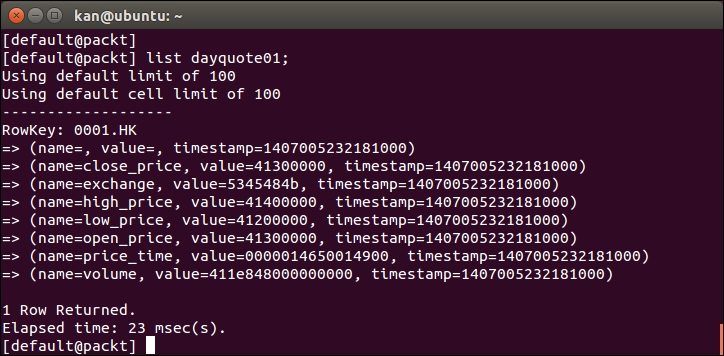 kan@ubuntu: ~
[default@packt]
[default@packt] list dayquote01;
Using default limit of 100
Using default cell limit of 100
-------------------
RowKey: 0001.HK
=> (name=, value=, timestamp=1407005232181000)
=> (name=close_price, value=41300000, timestamp=1407005232181000)
=> (name=exchange, value=5345484b, timestamp=1407005232181000)
=> (name=high_price, value=41400000, timestamp=1407005232181000)
=> (name=low_price, value=41200000, timestamp=1407005232181000)
=> (name=open_price, value=41300000, timestamp=1407005232181000)
=> (name=price_time, value=0000014650014900, timestamp=1407005232181000)
=> (name=volume, value=411e848000000000, timestamp=1407005232181000)
1 Row Returned.
Elapsed time: 23 msec(s).
[default@packt]